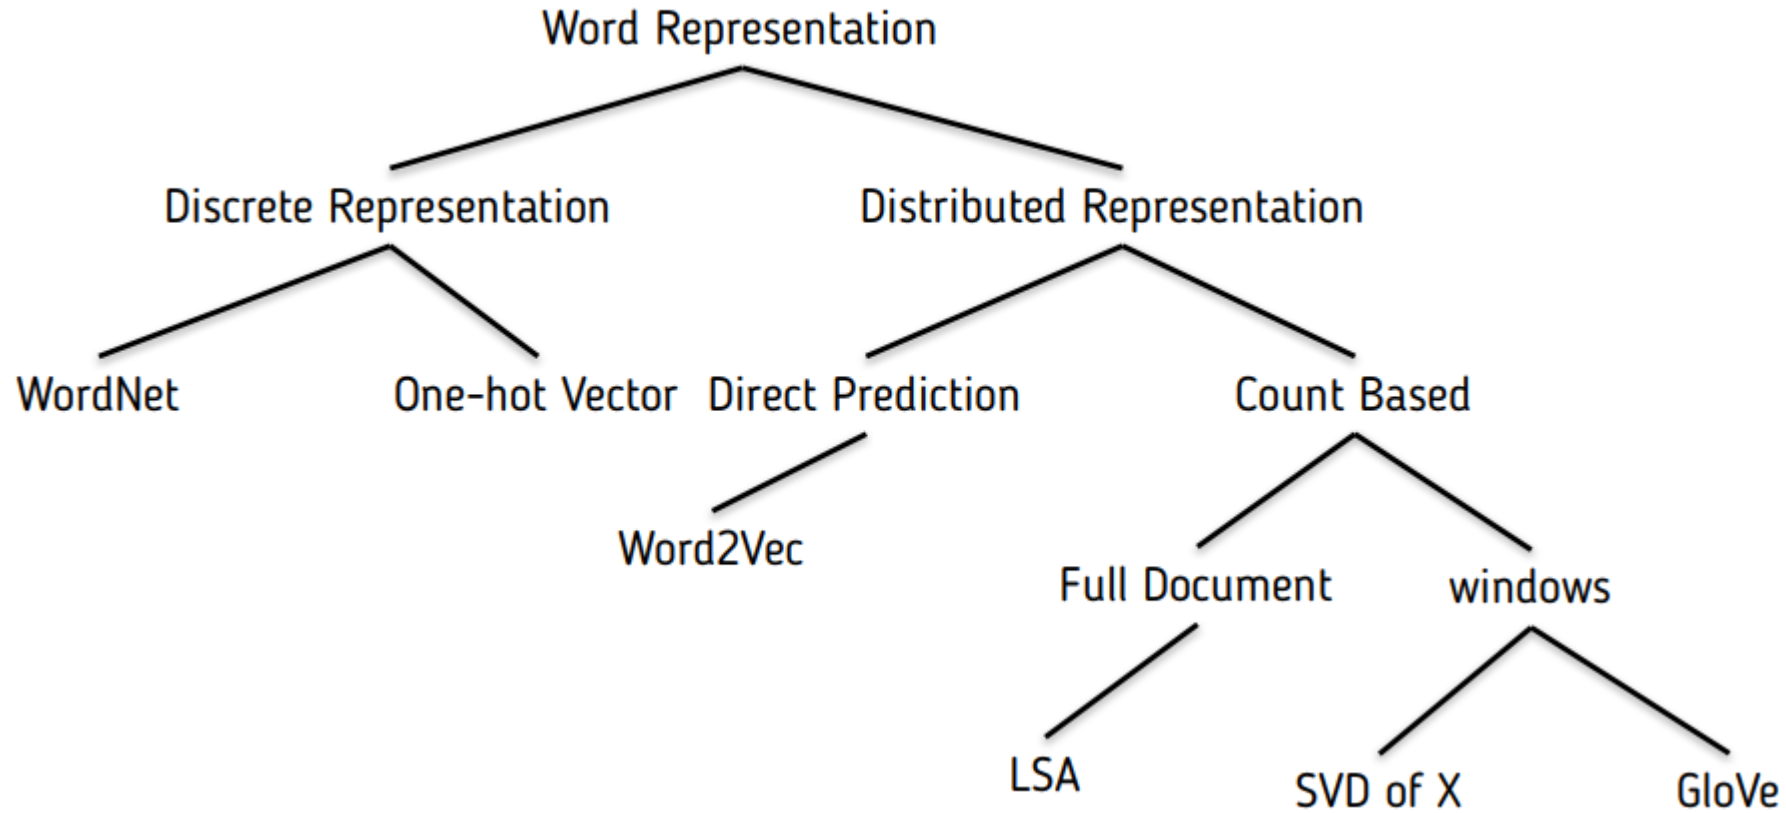 Word Representation
Discrete Representation
Distributed Representation
WordNet
One-hot Vector
Direct Prediction
Count Based
Word2Vec
Full Document
windows
LSA
SVD of X
GloVe